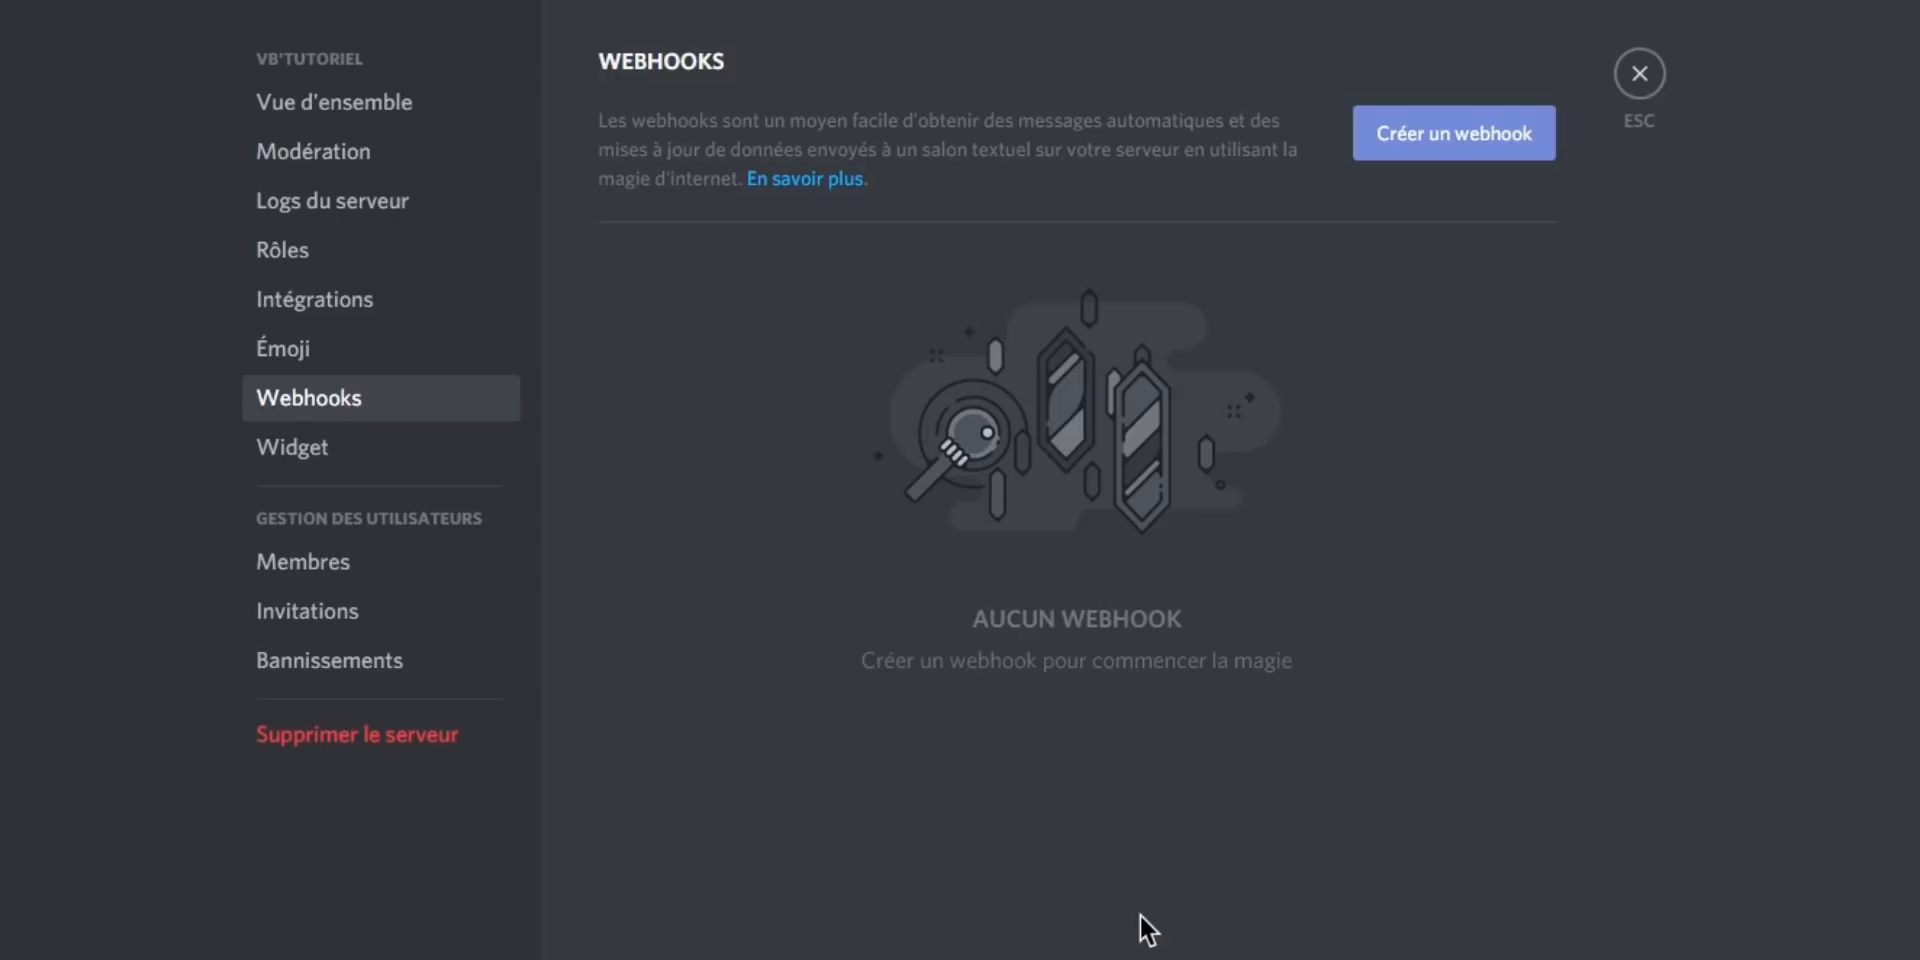 VB'TUTORIEL
Vue d'ensemble
Modération
Logs du serveur
Rôles
Intégrations
Émoji
Webhooks
Widget
GESTION DES UTILISATEURS
Membres
Invitations
Bannissements
Supprimer le serveur
WEBHOOKS
Les webhooks sont un moyen facile d'obtenir des messages automatiques et des
mises à jour de données envoyés à un salon textuel sur votre serveur en utilisant la
magie d'internet. En savoir plus.
Créer un webhook
ESC
AUCUN WEBHOOK
Créer un webhook pour commencer la magie